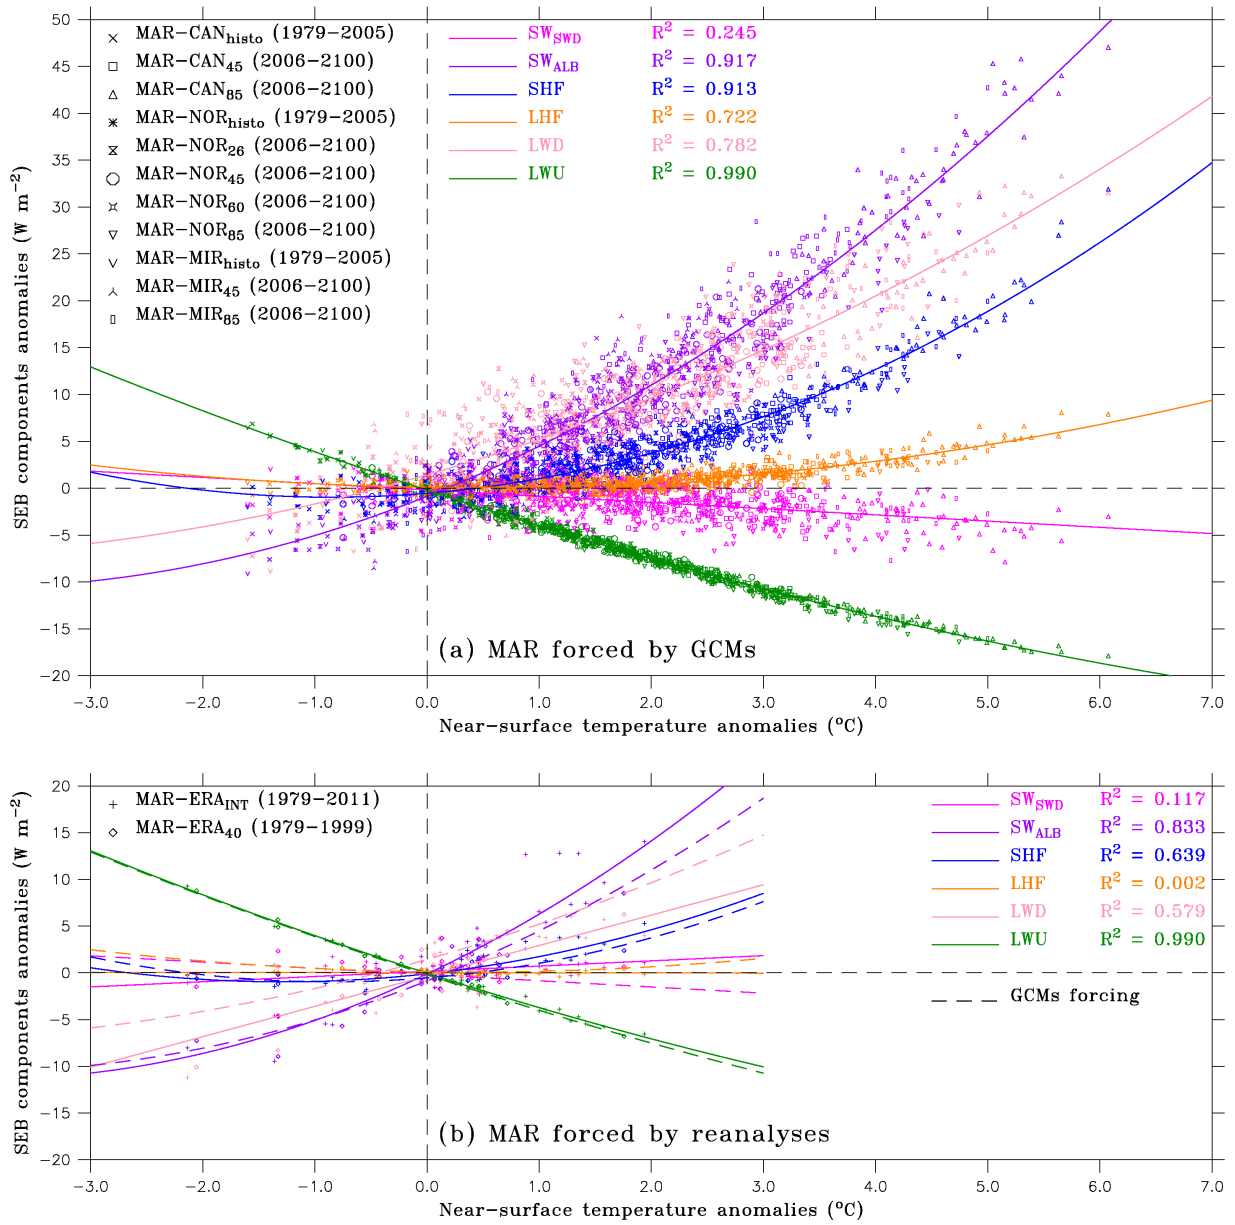 MAR−CANhisto (1979−2005)
MAR−CAN45 (2006−2100)
MAR−CAN85 (2006−2100)
MAR−NORhisto (1979−2005)
MAR−NOR26 (2006−2100)
MAR−NOR45 (2006−2100)
MAR−NOR60 (2006−2100)
MAR−NOR85 (2006−2100)
MAR−MIRhisto (1979−2005)
MAR−MIR45 (2006−2100)
MAR−MIR85 (2006−2100)
SWSWD R² = 0.245
SWALB R² = 0.917
SHF R² = 0.913
LHF R² = 0.722
LWD R² = 0.782
LWU R² = 0.990
50
45
40
35
30
25
20
15
10
5
0
−5
−10
−15
−20
SEB components anomalies (W m⁻²)
(a) MAR forced by GCMs
−3.0 −2.0 −1.0 0.0 1.0 2.0 3.0 4.0 5.0 6.0 7.0
Near−surface temperature anomalies (°C)
MAR−ERAINT (1979−2011)
MAR−ERA40 (1979−1999)
SWSWD R² = 0.117
SWALB R² = 0.833
SHF R² = 0.639
LHF R² = 0.002
LWD R² = 0.579
LWU R² = 0.990
GCMs forcing
20
15
10
5
0
−5
−10
−15
−20
SEB components anomalies (W m⁻²)
(b) MAR forced by reanalyses
−3.0 −2.0 −1.0 0.0 1.0 2.0 3.0 4.0 5.0 6.0 7.0
Near−surface temperature anomalies (°C)